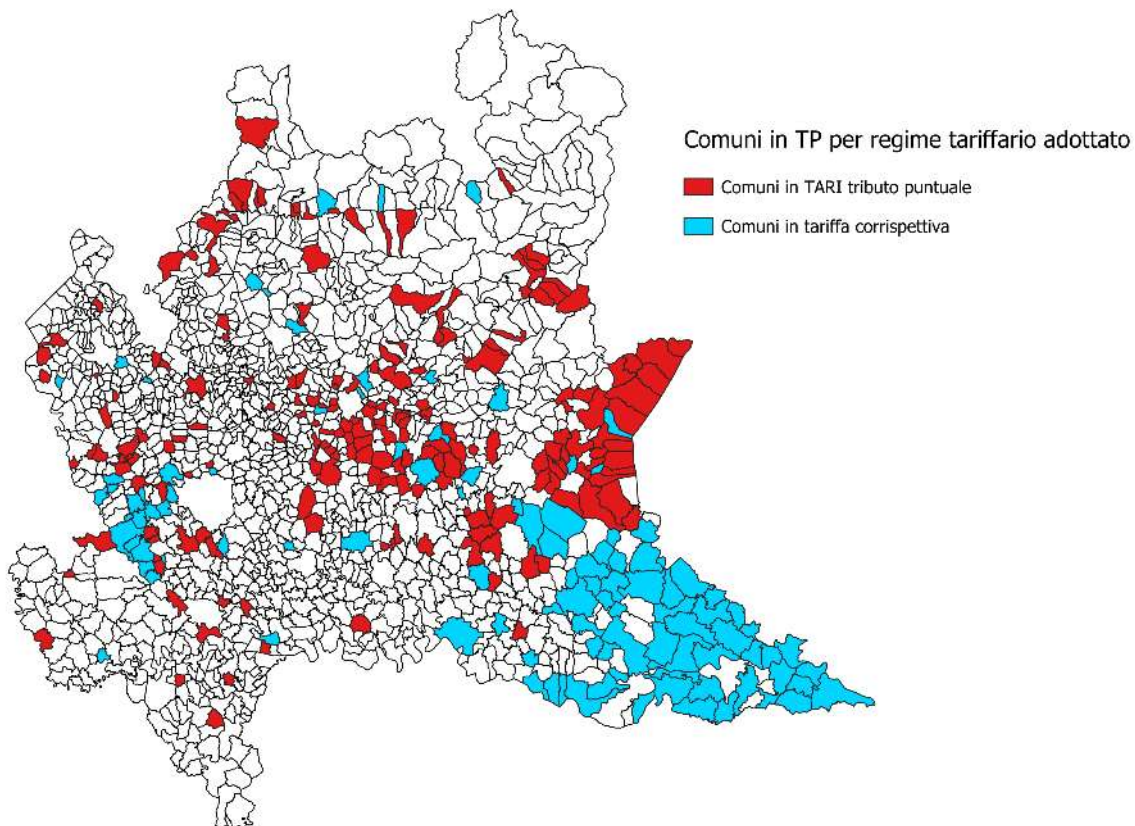 Comuni in TP per regime tariffario adottato
Comuni in TARI tributo puntuale
Comuni in tariffa corrispettiva